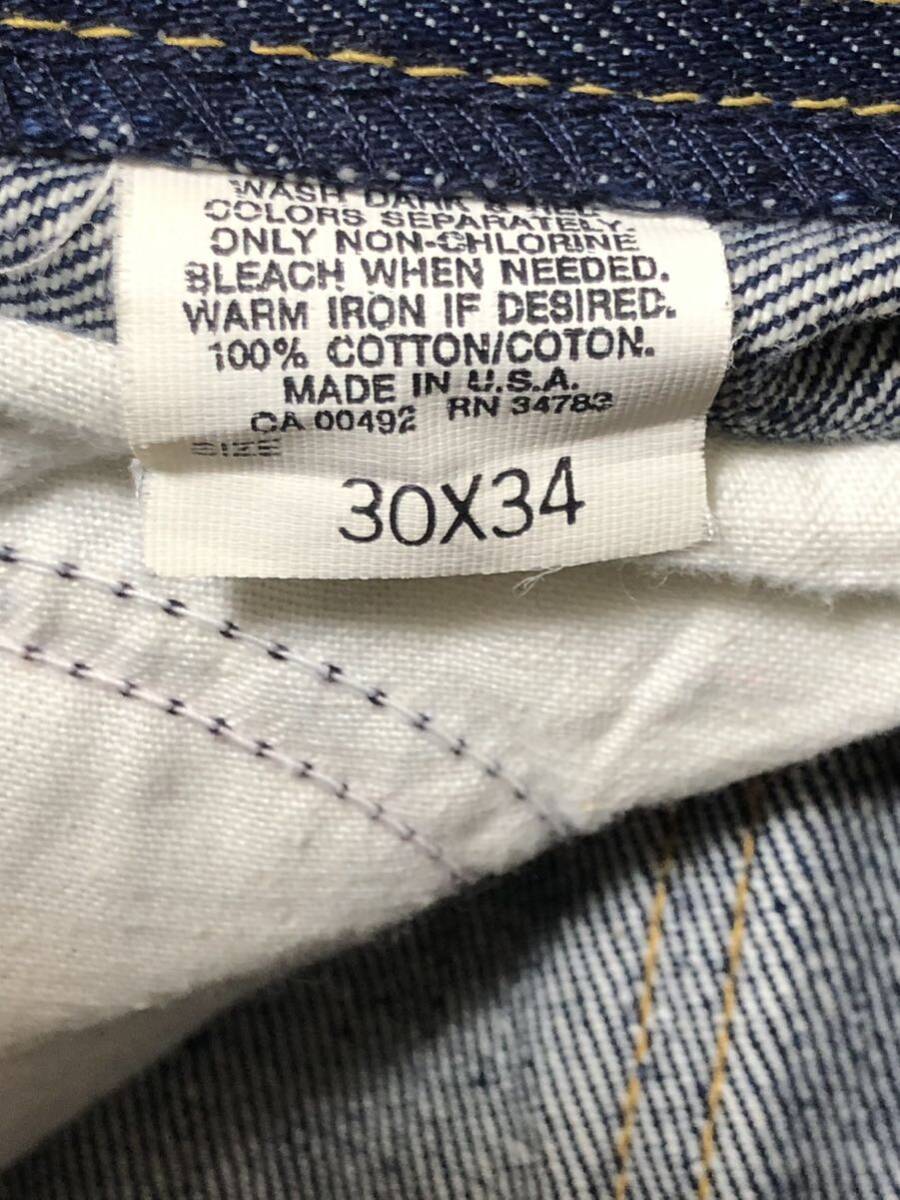 WASH DARK & RED
COLORS SEPARATELY.
ONLY NON-CHLORINE
BLEACH WHEN NEEDED.
WARM IRON IF DESIRED.
100% COTTON/COTON.
MADE IN U.S.A.
CA 00492 RN 34783
SIZE
30X34